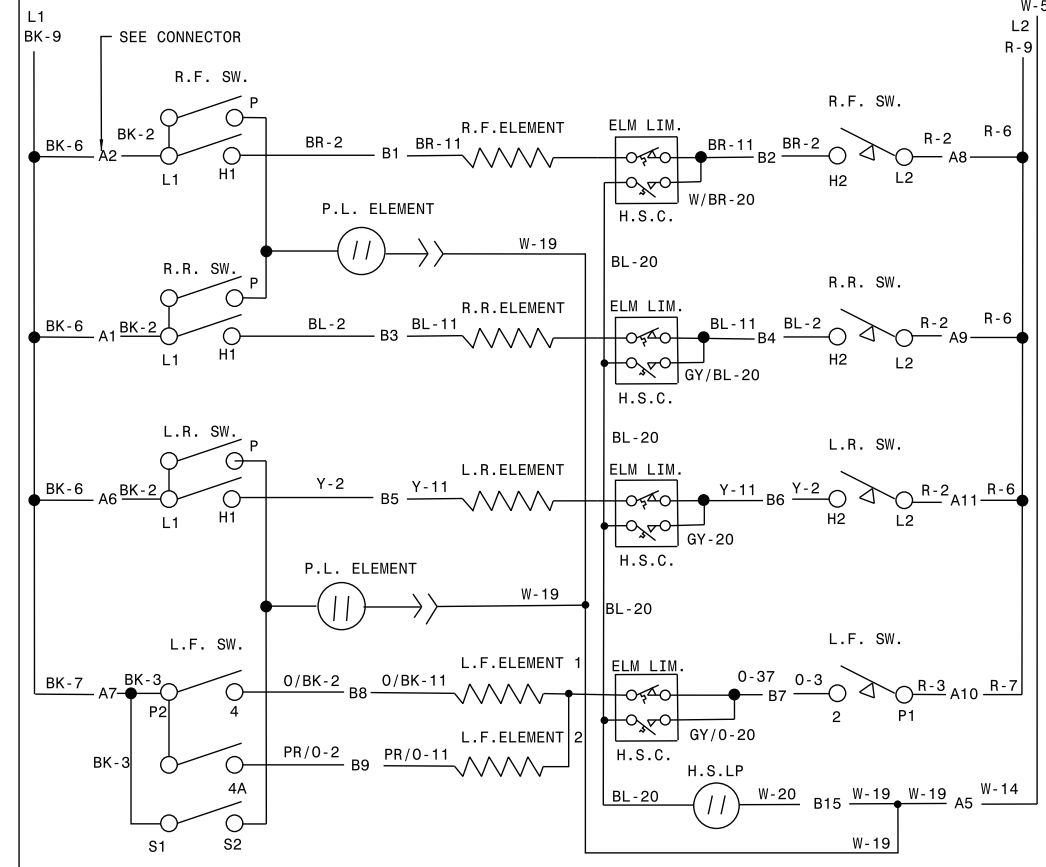 W-5
L1
L2
BK-9
SEE CONNECTOR
R-9
R.F. SW.
P
R.F. SW.
BK-6
A2
BK-2
L1
H1
BR-2
B1
BR-11
R.F.ELEMENT
ELM LIM.
H.S.C.
BR-11
B2
BR-2
H2
L2
R-2
A8
R-6
W/BR-20
P.L. ELEMENT
W-19
BL-20
R.R. SW.
P
R.R. SW.
BK-6
A1
BK-2
L1
H1
BL-2
B3
BL-11
R.R.ELEMENT
ELM LIM.
H.S.C.
BL-11
B4
BL-2
H2
L2
R-2
A9
R-6
GY/BL-20
BL-20
L.R. SW.
P
L.R. SW.
BK-6
A6
BK-2
L1
H1
Y-2
B5
Y-11
L.R.ELEMENT
ELM LIM.
H.S.C.
Y-11
B6
Y-2
H2
L2
R-2
A11
R-6
GY-20
P.L. ELEMENT
W-19
BL-20
L.F. SW.
L.F. SW.
BK-7
A7
BK-3
P2
4
O/BK-2
B8
O/BK-11
L.F.ELEMENT 1
ELM LIM.
H.S.C.
O-37
B7
O-3
2
P1
R-3
A10
R-7
GY/O-20
BK-3
4A
PR/O-2
B9
PR/O-11
L.F.ELEMENT 2
S1
S2
BL-20
H.S.LP
W-20
B15
W-19
W-19
A5
W-14
W-19